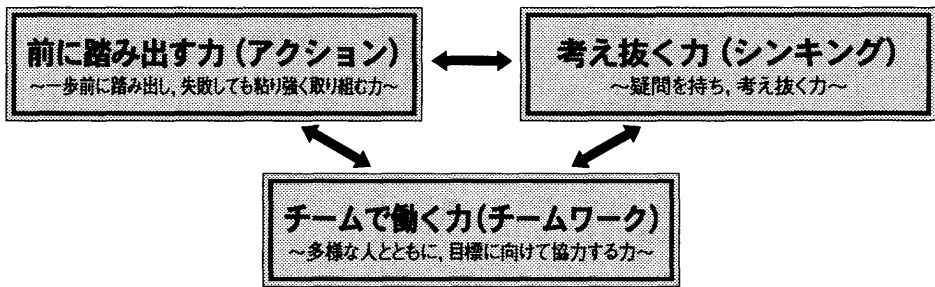 前に踏み出す力(アクション)
～一歩前に踏み出し,失敗しても粘り強く取り組む力～
考え抜く力(シンキング)
～疑問を持ち,考え抜く力～
チームで働く力(チームワーク)
～多様な人とともに,目標に向けて協力する力～